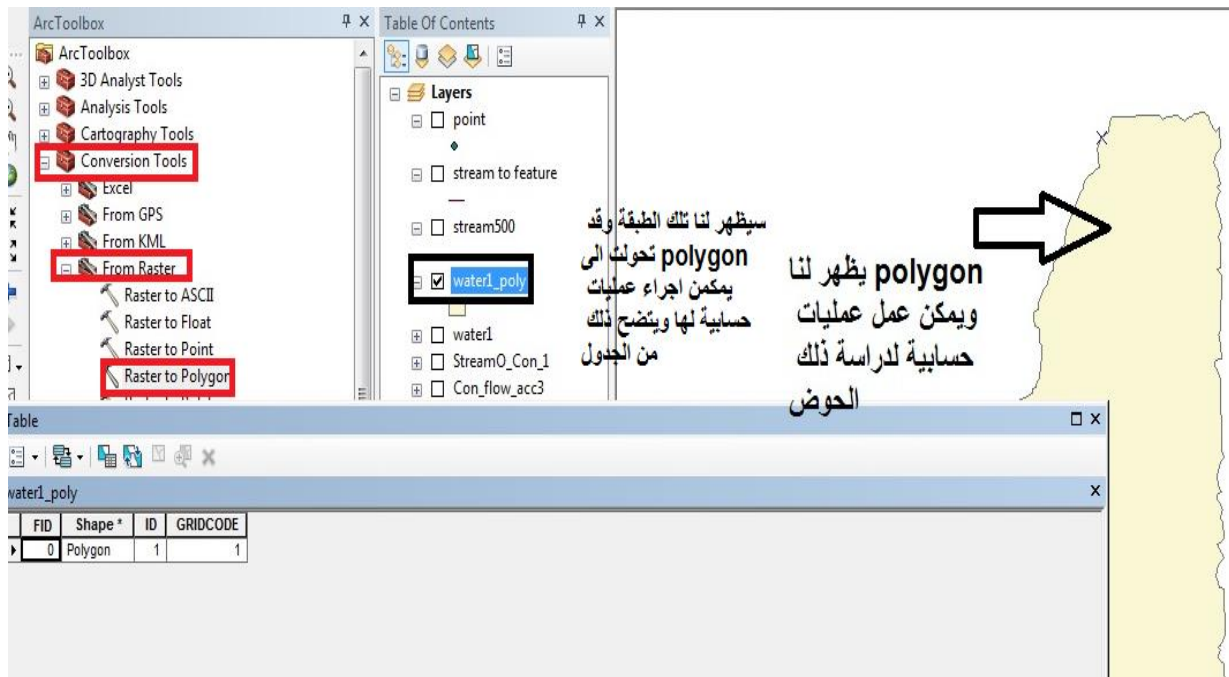 ArcToolbox
ArcToolbox
3D Analyst Tools
Analysis Tools
Cartography Tools
Conversion Tools
Excel
From GPS
From KML
From Raster
Raster to ASCII
Raster to Float
Raster to Point
Raster to Polygon
Table Of Contents
Layers
point
stream to feature
stream500
water1_poly
water1
StreamO_Con_1
Con_flow_acc3
سيظهر لنا تلك الطبقة وقد
تحولت الى polygon
يمكمن اجراء عمليات
حسابية لها ويتضح ذلك
من الجدول
يظهر لنا polygon
ويمكن عمل عمليات
حسابية لدراسة ذلك
الحوض
Table
water1_poly
FID Shape * ID GRIDCODE
0 Polygon 1 1